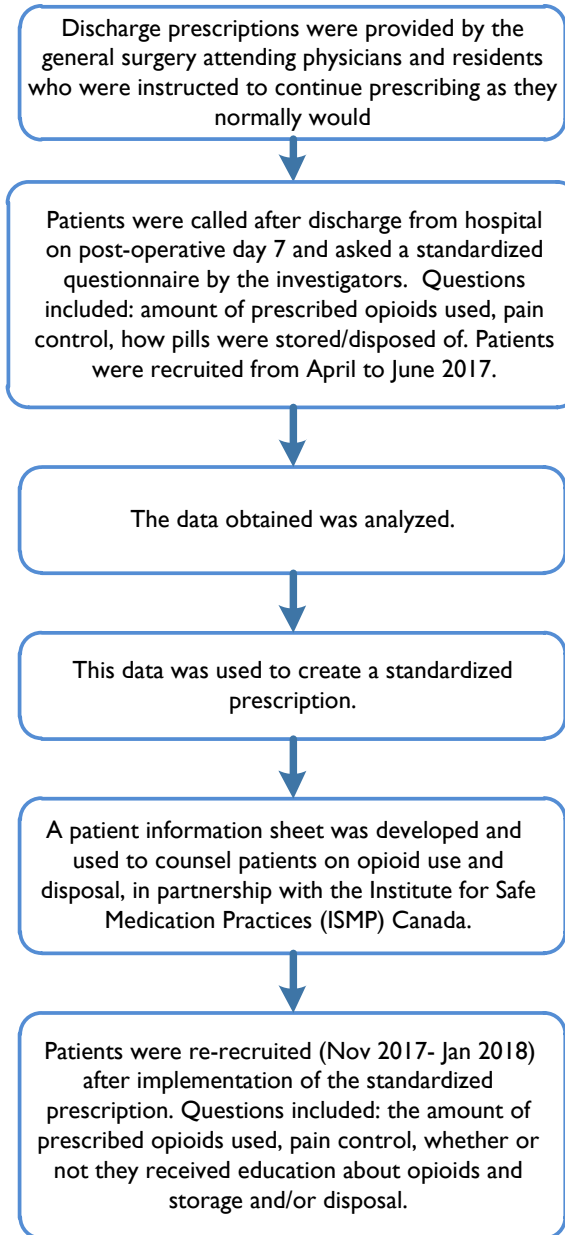 Discharge prescriptions were provided by the
general surgery attending physicians and residents
who were instructed to continue prescribing as they
normally would
Patients were called after discharge from hospital
on post-operative day 7 and asked a standardized
questionnaire by the investigators. Questions
included: amount of prescribed opioids used, pain
control, how pills were stored/disposed of. Patients
were recruited from April to June 2017.
The data obtained was analyzed.
This data was used to create a standardized
prescription.
A patient information sheet was developed and
used to counsel patients on opioid use and
disposal, in partnership with the Institute for Safe
Medication Practices (ISMP) Canada.
Patients were re-recruited (Nov 2017- Jan 2018)
after implementation of the standardized
prescription. Questions included: the amount of
prescribed opioids used, pain control, whether or
not they received education about opioids and
storage and/or disposal.